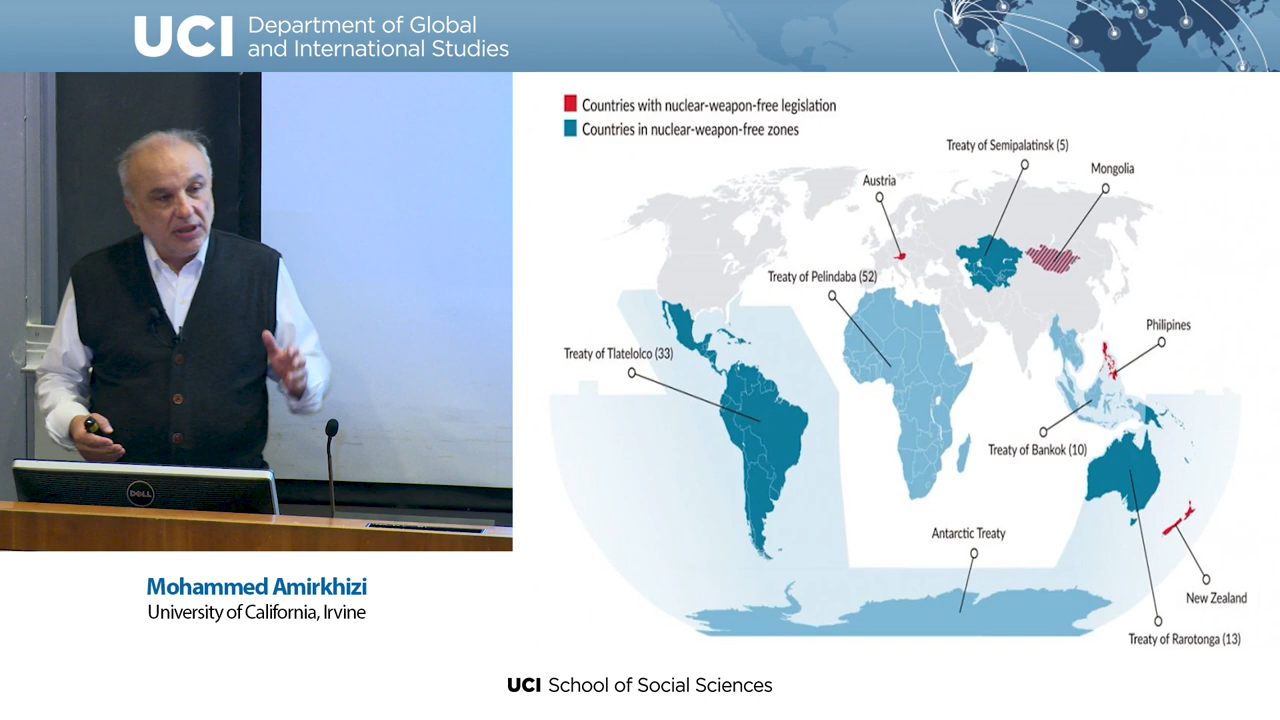 UCI Department of Global
and International Studies
Countries with nuclear-weapon-free legislation
Countries in nuclear-weapon-free zones
Treaty of Semipalatinsk (5)
Mongolia
Austria
Treaty of Pelindaba (52)
Philipines
Treaty of Tlatelolco (33)
Treaty of Bankok (10)
Antarctic Treaty
New Zealand
Treaty of Rarotonga (13)
DELL
Mohammed Amirkhizi
University of California, Irvine
UCI School of Social Sciences